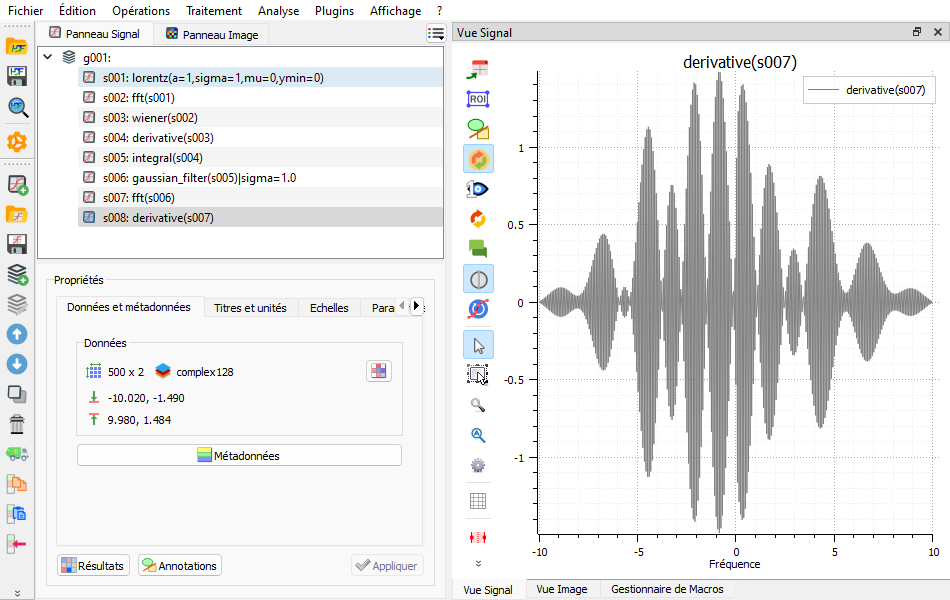 Fichier Édition Opérations Traitement Analyse Plugins Affichage ?
Panneau Signal Panneau Image
g001:
s001: lorentz(a=1,sigma=1,mu=0,ymin=0)
s002: fft(s001)
s003: wiener(s002)
s004: derivative(s003)
s005: integral(s004)
s006: gaussian_filter(s005)|sigma=1.0
s007: fft(s006)
s008: derivative(s007)
Propriétés
Données et métadonnées Titres et unités Echelles Para
Données
500 x 2 complex128
-10.020, -1.490
9.980, 1.484
Métadonnées
Résultats Annotations Appliquer
Vue Signal
ROI
derivative(s007)
derivative(s007)
1
0.5
0
-0.5
-1
-10 -5 0 5 10
Fréquence
Vue Signal Vue Image Gestionnaire de Macros